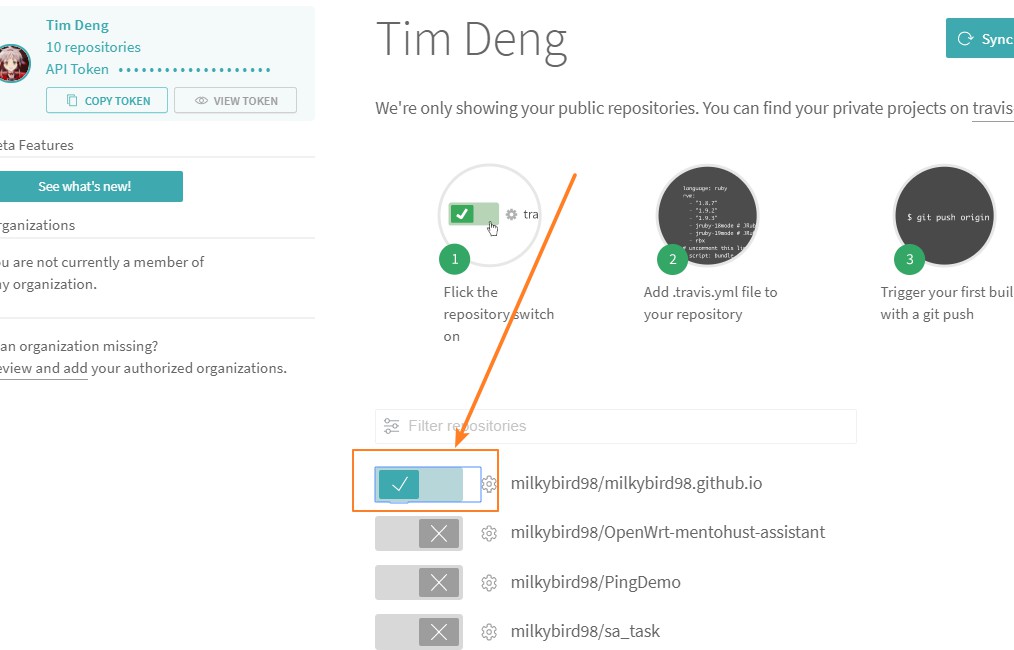 Tim Deng
10 repositories
API Token
COPY TOKEN
VIEW TOKEN
eta Features
See what's new!
rganizations
u are not currently a member of
y organization.
an organization missing?
eview and add your authorized organizations.
Tim Deng
Sync
We're only showing your public repositories. You can find your private projects on travis
tra
1
Flick the
repository switch
on
language: ruby
rvm:
- "1.8.7"
- "1.9.2"
- "1.9.3"
- jruby-18mode # JRu
- jruby-19mode # JRub
- rbx
# uncomment this li
script: bundle
2
Add .travis.yml file to
your repository
$ git push origin
3
Trigger your first buil
with a git push
Filter repositories
milkybird98/milkybird98.github.io
milkybird98/OpenWrt-mentohust-assistant
milkybird98/PingDemo
milkybird98/sa_task